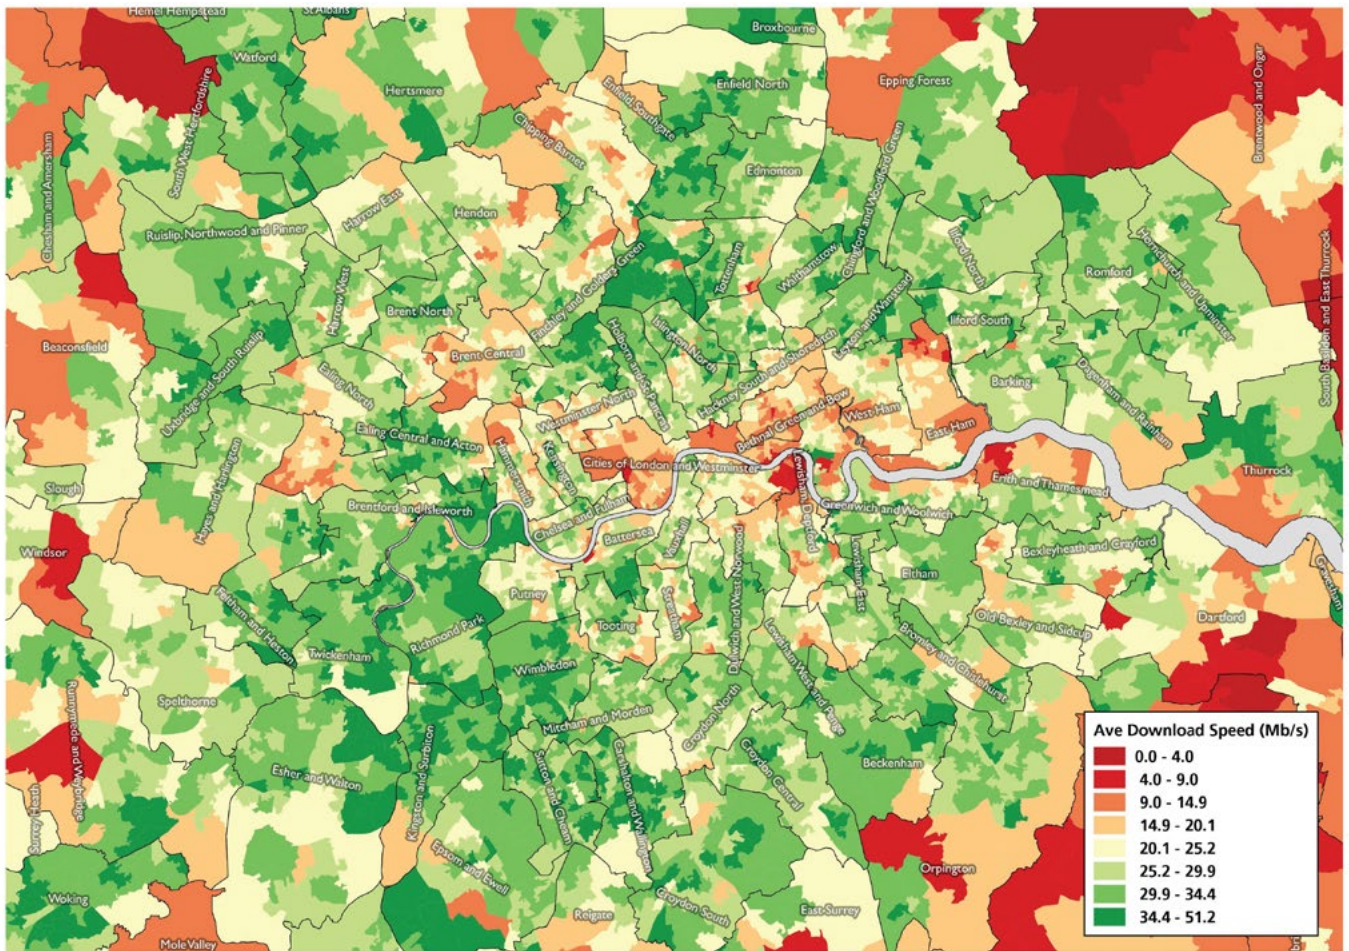 Hemel Hempstead
St Albans
Broxbourne
Watford
Hertsmere
Enfield North
Epping Forest
Brentwood and Ongar
South West Hertfordshire
Enfield, Southgate
Chipping Barnet
Chesham and Amersham
Edmonton
Chingford and Woodford Green
Ruislip, Northwood and Pinner
Harrow East
Hendon
Ilford North
Hornchurch and Upminster
Romford
Finchley and Golders Green
Tottenham
Walthamstow
Harrow West
Brent North
Leyton and Wanstead
Ilford South
South Basildon and East Thurrock
Beaconsfield
Uxbridge and South Ruislip
Brent Central
Holborn and St Pancras
Islington North
Hackney South and Shoreditch
Ealing North
Barking
Dagenham and Rainham
Westminster North
Bethnal Green and Bow
West Ham
East Ham
Ealing Central and Acton
Hammersmith
Kensington
Cities of London and Westminster
Thurrock
Slough
Hayes and Harlington
Erith and Thamesmead
Brentford and Isleworth
Chelsea and Fulham
Lewisham, Deptford
Greenwich and Woolwich
Windsor
Battersea
Vauxhall
Bexleyheath and Crayford
Gravesham
Eltham
Lewisham East
Putney
Streatham
Dulwich and West Norwood
Feltham and Heston
Richmond Park
Tooting
Old Bexley and Sidcup
Dartford
Twickenham
Wimbledon
Lewisham West and Penge
Bromley and Chislehurst
Runnymede and Weybridge
Spelthorne
Mitcham and Morden
Croydon North
Esher and Walton
Kingston and Surbiton
Sutton and Cheam
Carshalton and Wallington
Croydon Central
Beckenham
Surrey Heath
Epsom and Ewell
Orpington
Woking
Croydon South
Reigate
East Surrey
Mole Valley
Ave Download Speed (Mb/s)
0.0 - 4.0
4.0 - 9.0
9.0 - 14.9
14.9 - 20.1
20.1 - 25.2
25.2 - 29.9
29.9 - 34.4
34.4 - 51.2